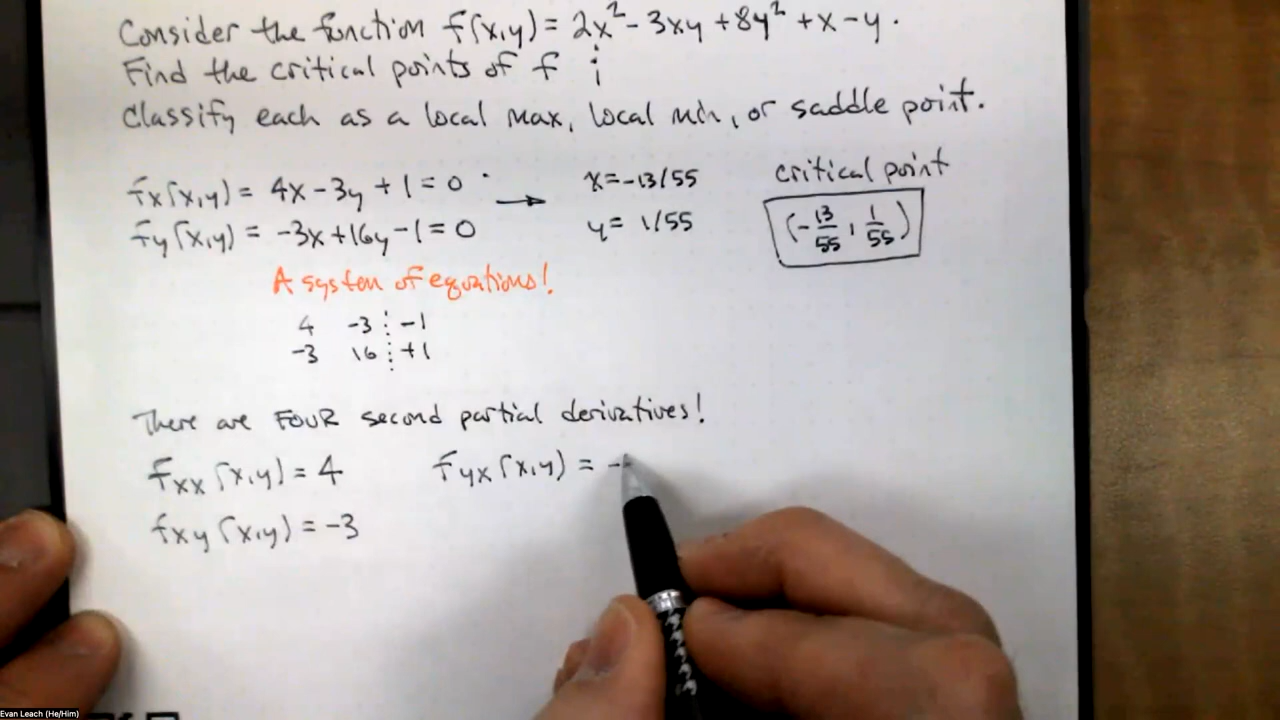 Consider the function f(x,y) = 2x² - 3xy + 8y² + x - y.
Find the critical points of f ;
Classify each as a local max, local min, or saddle point.
fx(x,y) = 4x - 3y + 1 = 0 → x = -13/55
fy(x,y) = -3x + 16y - 1 = 0 y = 1/55
critical point
(-13/55, 1/55)
A system of equations!
4 -3 ⋮ -1
-3 16 ⋮ +1
There are FOUR second partial derivatives!
fxx(x,y) = 4 fyx(x,y) = -
fxy(x,y) = -3
Evan Leach (He/Him)